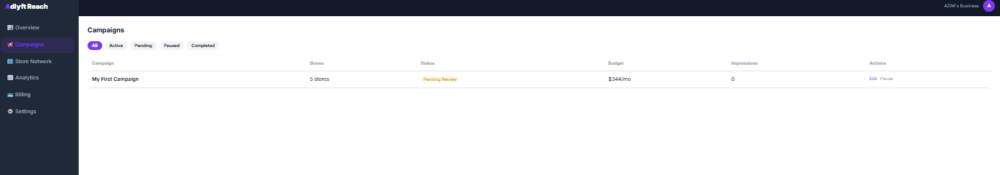 Adlyft Reach
AZIM's Business A
Overview
Campaigns
Store Network
Analytics
Billing
Settings
Campaigns
All Active Pending Paused Completed
Campaign Stores Status Budget Impressions Actions
My First Campaign 5 stores Pending Review $344/mo 0 Edit Pause